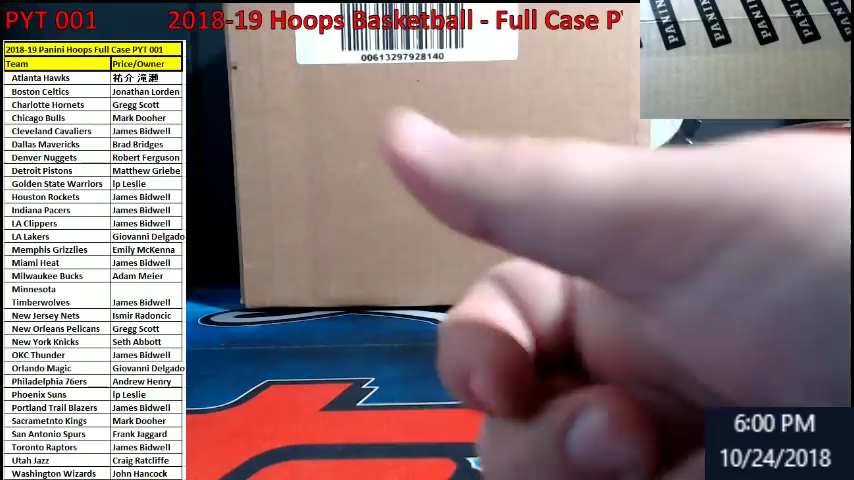 PYT 001
2018-19 Hoops Basketball - Full Case P
2018-19 Panini Hoops Full Case PYT 001
Team Price/Owner
Atlanta Hawks 祐介 滝瀬
Boston Celtics Jonathan Lorden
Charlotte Hornets Gregg Scott
Chicago Bulls Mark Dooher
Cleveland Cavaliers James Bidwell
Dallas Mavericks Brad Bridges
Denver Nuggets Robert Ferguson
Detroit Pistons Matthew Griebe
Golden State Warriors lp Leslie
Houston Rockets James Bidwell
Indiana Pacers James Bidwell
LA Clippers James Bidwell
LA Lakers Giovanni Delgado
Memphis Grizzlies Emily McKenna
Miami Heat James Bidwell
Milwaukee Bucks Adam Meier
Minnesota
Timberwolves James Bidwell
New Jersey Nets Ismir Radoncic
New Orleans Pelicans Gregg Scott
New York Knicks Seth Abbott
OKC Thunder James Bidwell
Orlando Magic Giovanni Delgado
Philadelphia 76ers Andrew Henry
Phoenix Suns lp Leslie
Portland Trail Blazers James Bidwell
Sacrametnto Kings Mark Dooher
San Antonio Spurs Frank Jaggard
Toronto Raptors James Bidwell
Utah Jazz Craig Ratcliffe
Washington Wizards John Hancock
00613297928140
PANINI PANINI PANINI PANINI PANINI
6:00 PM
10/24/2018